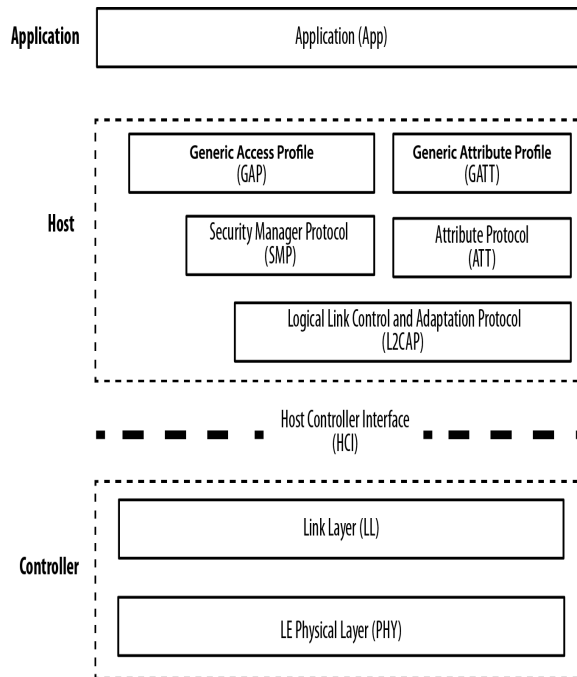 Application
Application (App)
Generic Access Profile
(GAP)
Generic Attribute Profile
(GATT)
Host
Security Manager Protocol
(SMP)
Attribute Protocol
(ATT)
Logical Link Control and Adaptation Protocol
(L2CAP)
Host Controller Interface
(HCI)
Link Layer (LL)
Controller
LE Physical Layer (PHY)